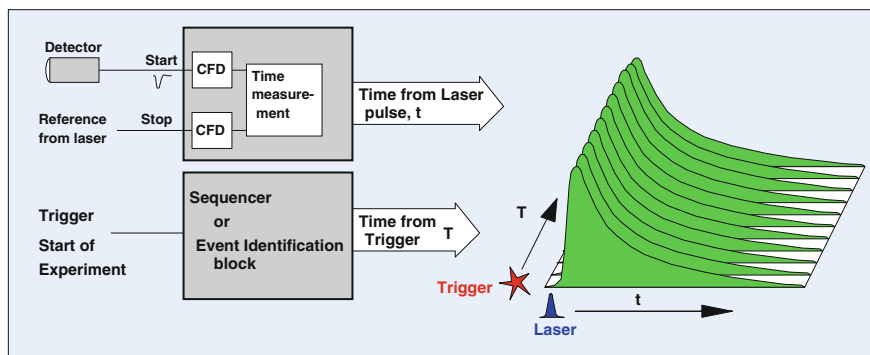 Detector
Start
CFD
Time
measure-
ment
Reference
from laser
Stop
CFD
Time from Laser
pulse, t
Trigger
Start of
Experiment
Sequencer
or
Event Identification
block
Time from
Trigger T
T
Trigger
t
Laser